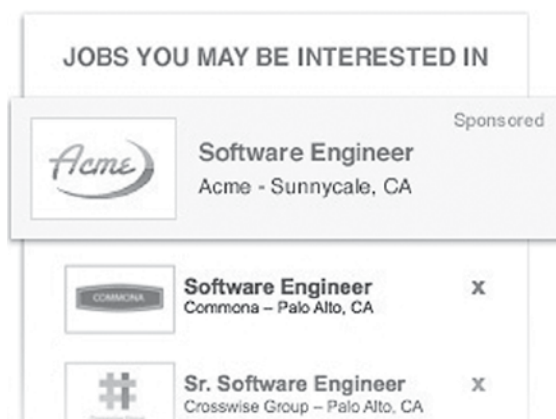 JOBS YOU MAY BE INTERESTED IN
Sponsored
Acme
Software Engineer
Acme - Sunnycale, CA
COMMONA
Software Engineer
X
Commona – Palo Alto, CA
Sr. Software Engineer
X
Crosswise Group – Palo Alto, CA